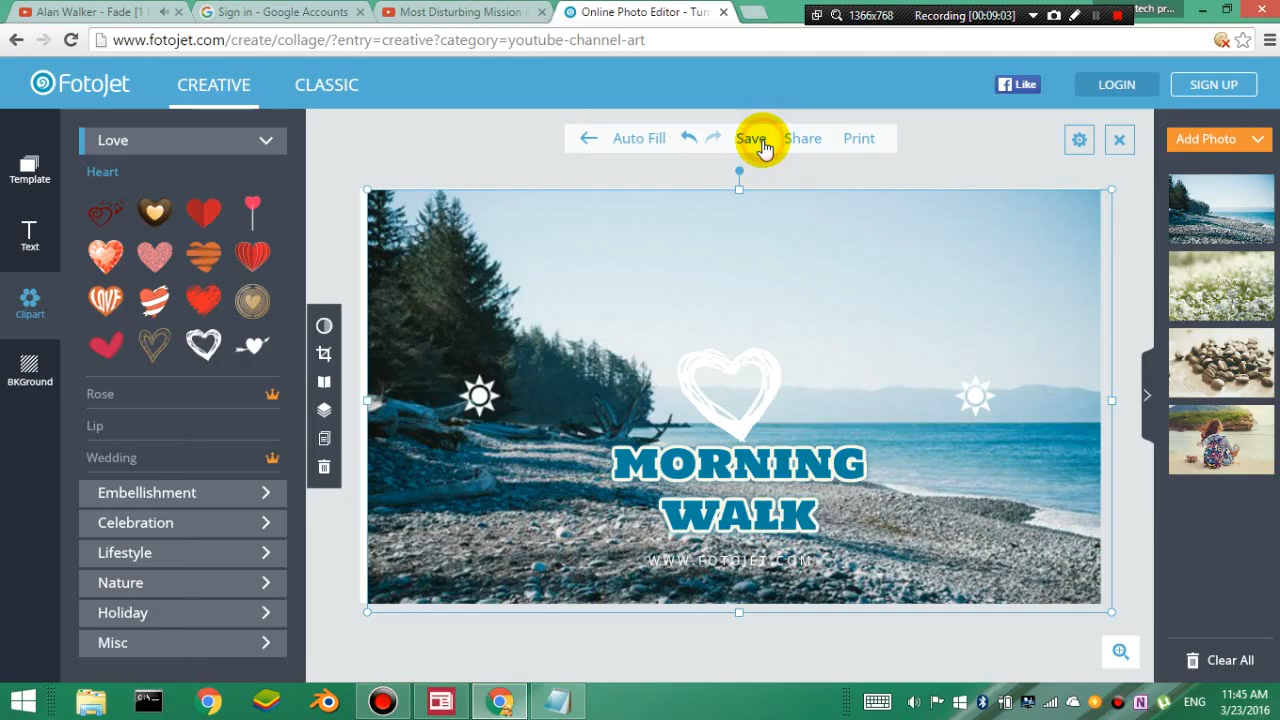 Alan Walker - Fade [1
Sign in - Google Accounts
Most Disturbing Mission
Online Photo Editor - Turn
1366x768
Recording [00:09:03]
tech pr...
www.fotojet.com/create/collage/?entry=creative?category=youtube-channel-art
FotoJet
CREATIVE
CLASSIC
Like
LOGIN
SIGN UP
Template
Text
Clipart
BKGround
Love
Heart
LOVE
Rose
Lip
Wedding
Embellishment
Celebration
Lifestyle
Nature
Holiday
Misc
Auto Fill
Save
Share
Print
MORNING
WALK
WWW.FOTOJET.COM
Add Photo
Clear All
ENG
11:45 AM
3/23/2016